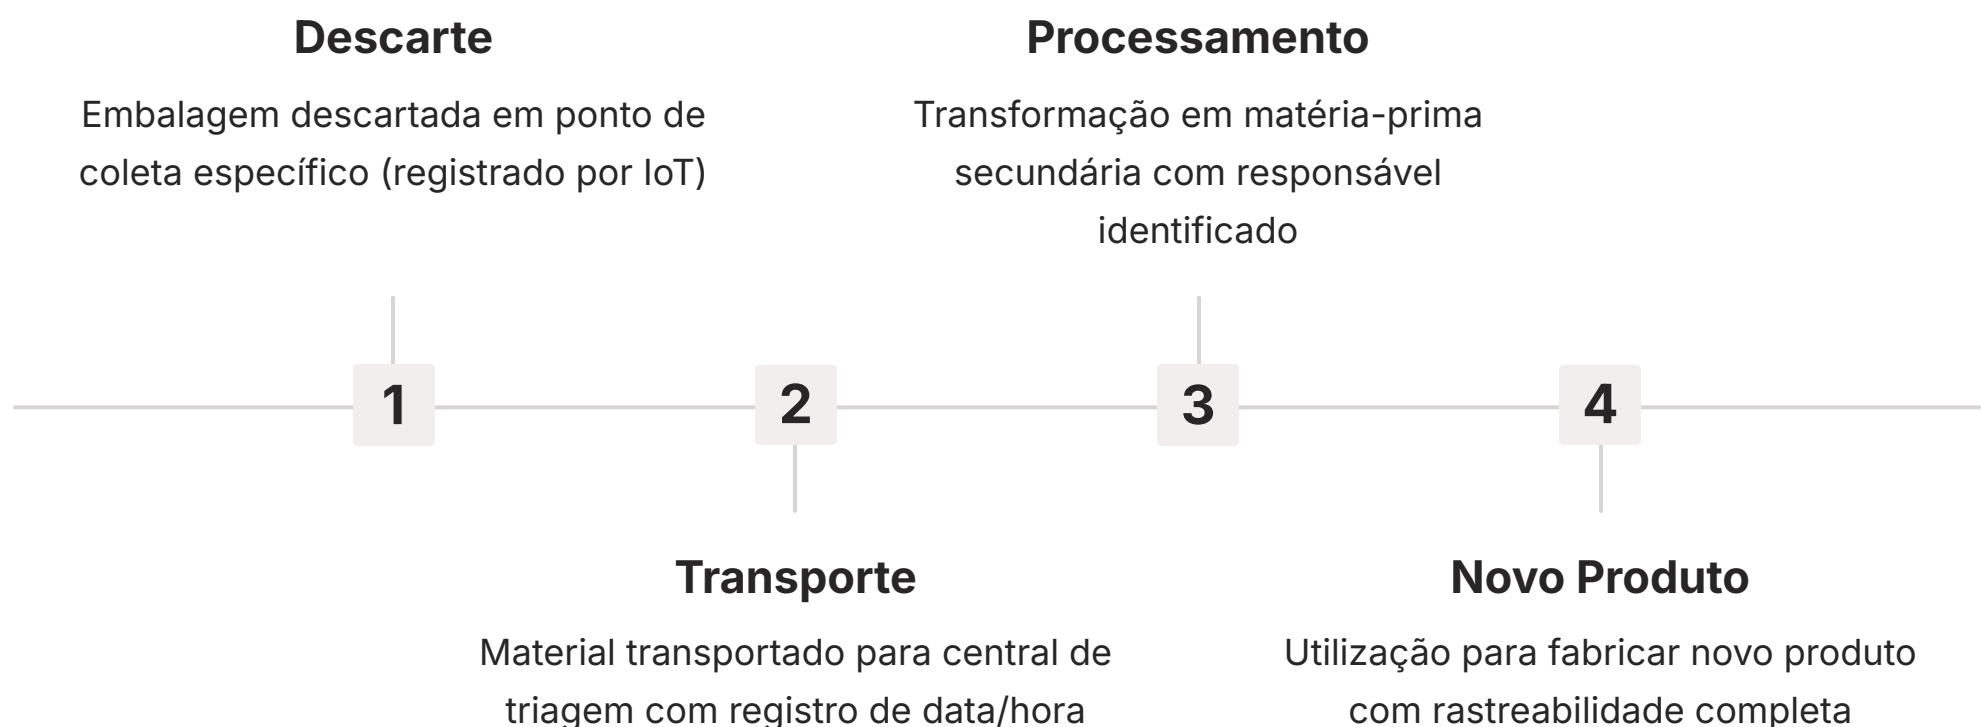 Descarte
Embalagem descartada em ponto de
coleta específico (registrado por IoT)
Processamento
Transformação em matéria-prima
secundária com responsável
identificado
1
2
3
4
Transporte
Material transportado para central de
triagem com registro de data/hora
Novo Produto
Utilização para fabricar novo produto
com rastreabilidade completa